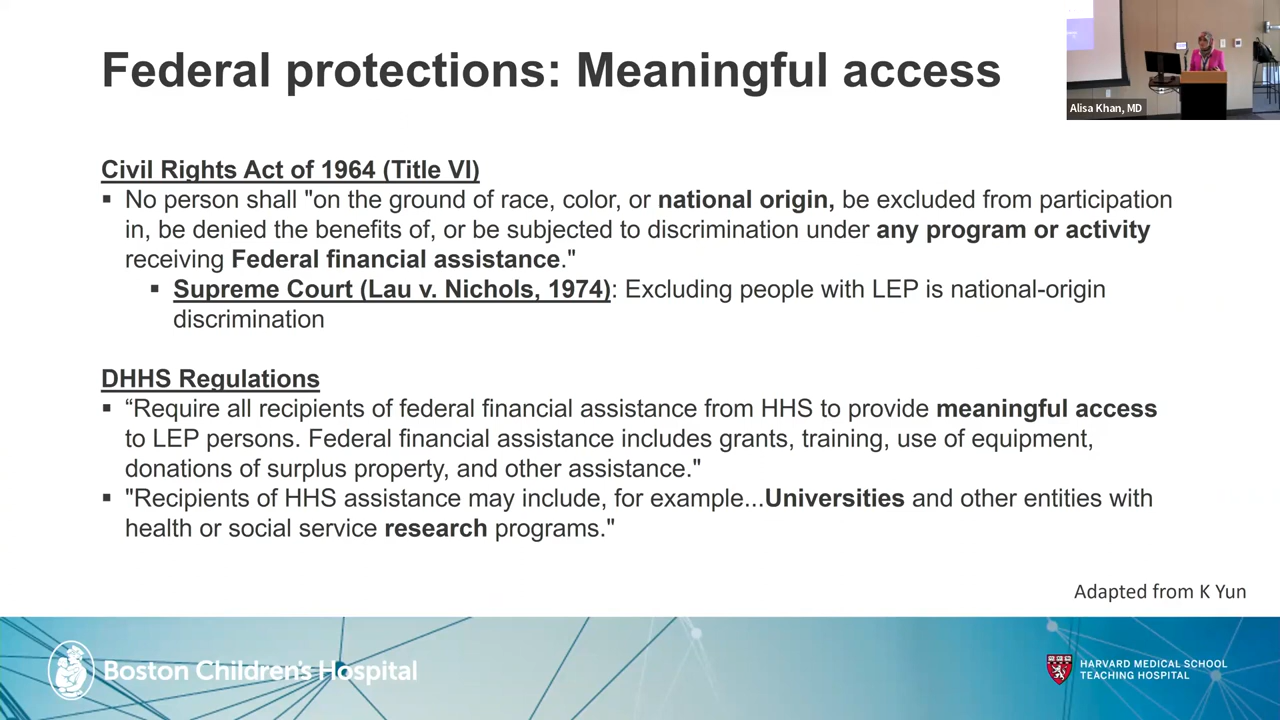 Federal protections: Meaningful access
Alisa Khan, MD
Civil Rights Act of 1964 (Title VI)
▪ No person shall "on the ground of race, color, or national origin, be excluded from participation
in, be denied the benefits of, or be subjected to discrimination under any program or activity
receiving Federal financial assistance."
▪ Supreme Court (Lau v. Nichols, 1974): Excluding people with LEP is national-origin
discrimination
DHHS Regulations
▪ “Require all recipients of federal financial assistance from HHS to provide meaningful access
to LEP persons. Federal financial assistance includes grants, training, use of equipment,
donations of surplus property, and other assistance."
▪ "Recipients of HHS assistance may include, for example...Universities and other entities with
health or social service research programs."
Adapted from K Yun
Boston Children's Hospital
HARVARD MEDICAL SCHOOL
TEACHING HOSPITAL